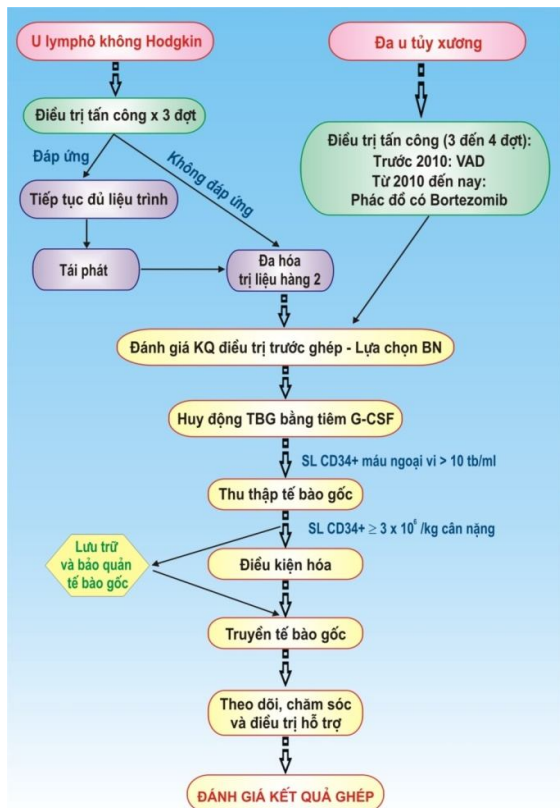 U lymphô không Hodgkin
Đa u tủy xương
Điều trị tấn công x 3 đợt
Điều trị tấn công (3 đến 4 đợt):
Trước 2010: VAD
Từ 2010 đến nay:
Phác đồ có Bortezomib
Đáp ứng
Không đáp ứng
Tiếp tục đủ liệu trình
Tái phát
Đa hóa
trị liệu hàng 2
Đánh giá KQ điều trị trước ghép - Lựa chọn BN
Huy động TBG bằng tiêm G-CSF
SL CD34+ máu ngoại vi > 10 tb/ml
Thu thập tế bào gốc
SL CD34+ ≥ 3 x 10⁶ /kg cân nặng
Lưu trữ
và bảo quản
tế bào gốc
Điều kiện hóa
Truyền tế bào gốc
Theo dõi, chăm sóc
và điều trị hỗ trợ
ĐÁNH GIÁ KẾT QUẢ GHÉP